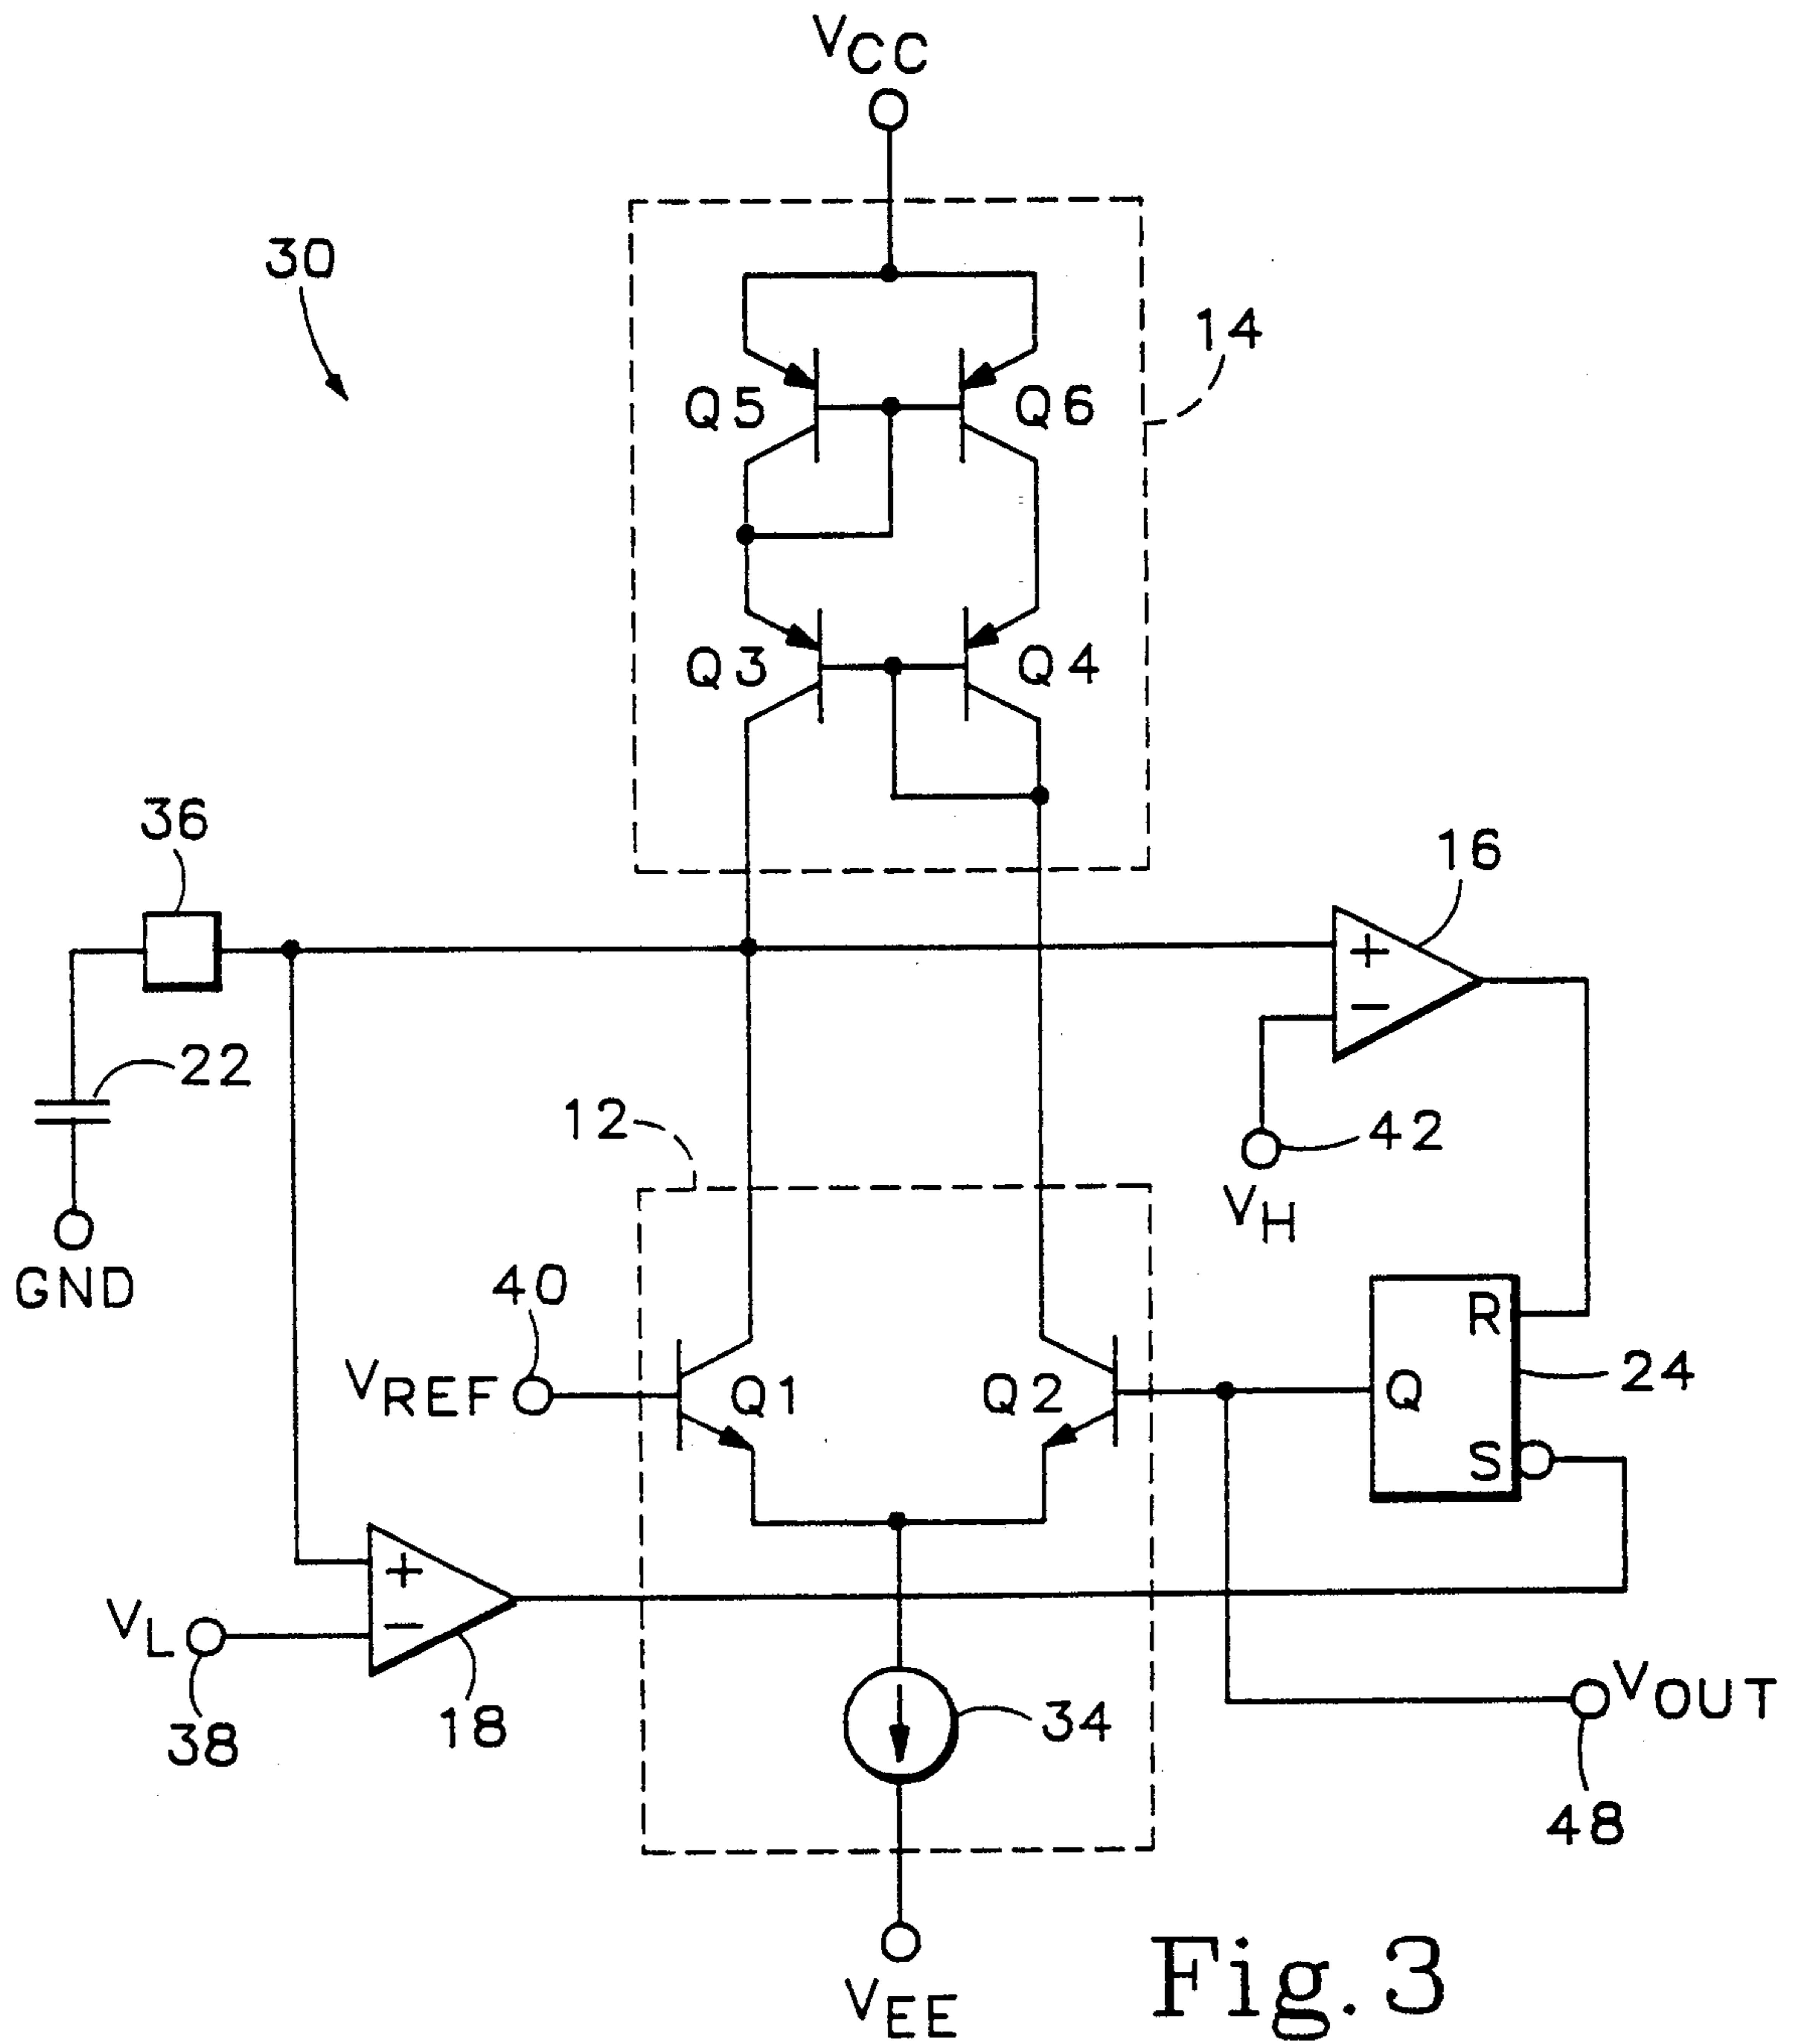 VCC
30
14
Q5
Q6
Q3
Q4
36
16
+
−
22
12
42
VH
GND
40
R
VREF
Q1
Q2
Q
24
S
+
−
VL
18
38
34
VOUT
48
VEE
Fig. 3